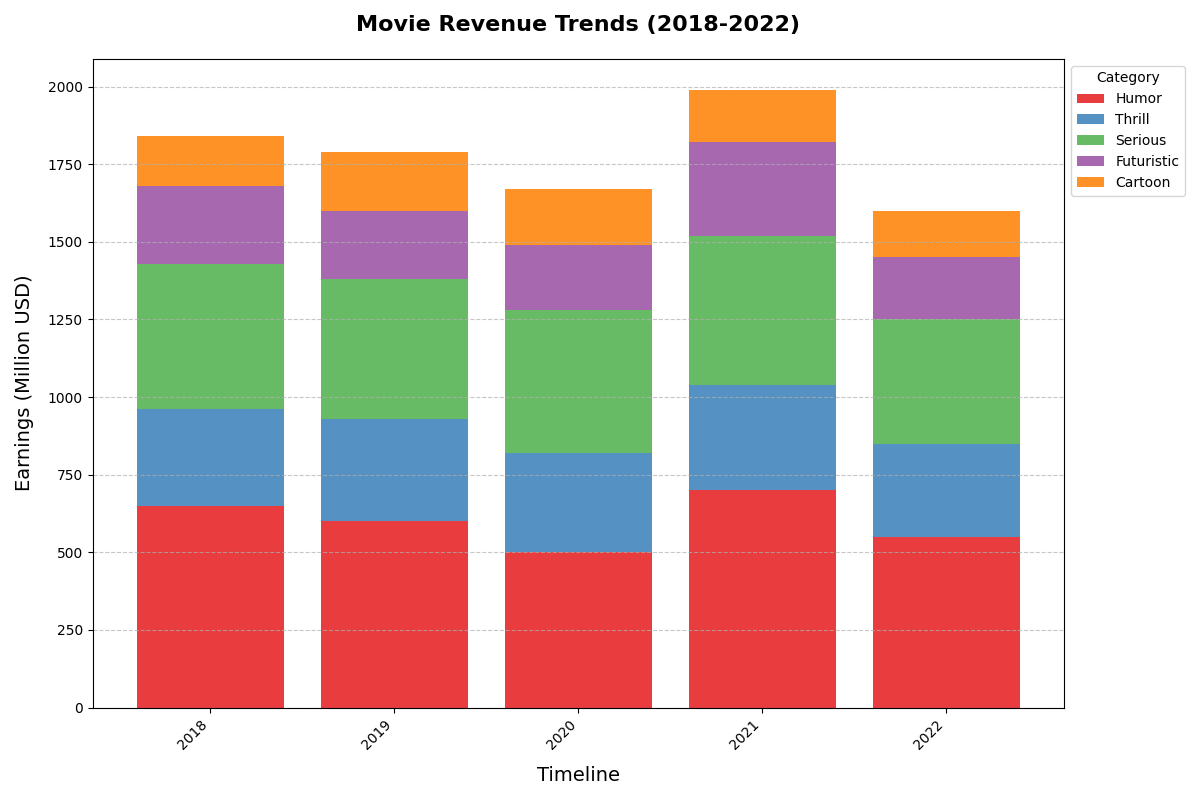 Movie Revenue Trends (2018-2022)
Earnings (Million USD)
2000
1750
1500
1250
1000
750
500
250
0
2018
2019
2020
2021
2022
Timeline
Category
Humor
Thrill
Serious
Futuristic
Cartoon